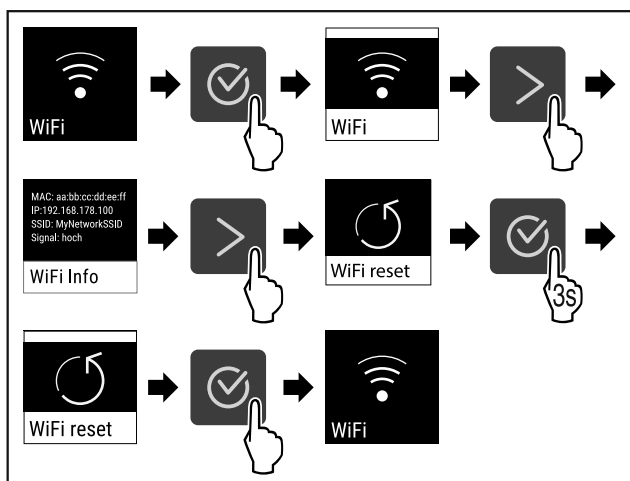 WiFi
WiFi
MAC: aa:bb:cc:dd:ee:ff
IP:192.168.178.100
SSID: MyNetworkSSID
Signal: hoch
WiFi Info
WiFi reset
3s
WiFi reset
WiFi